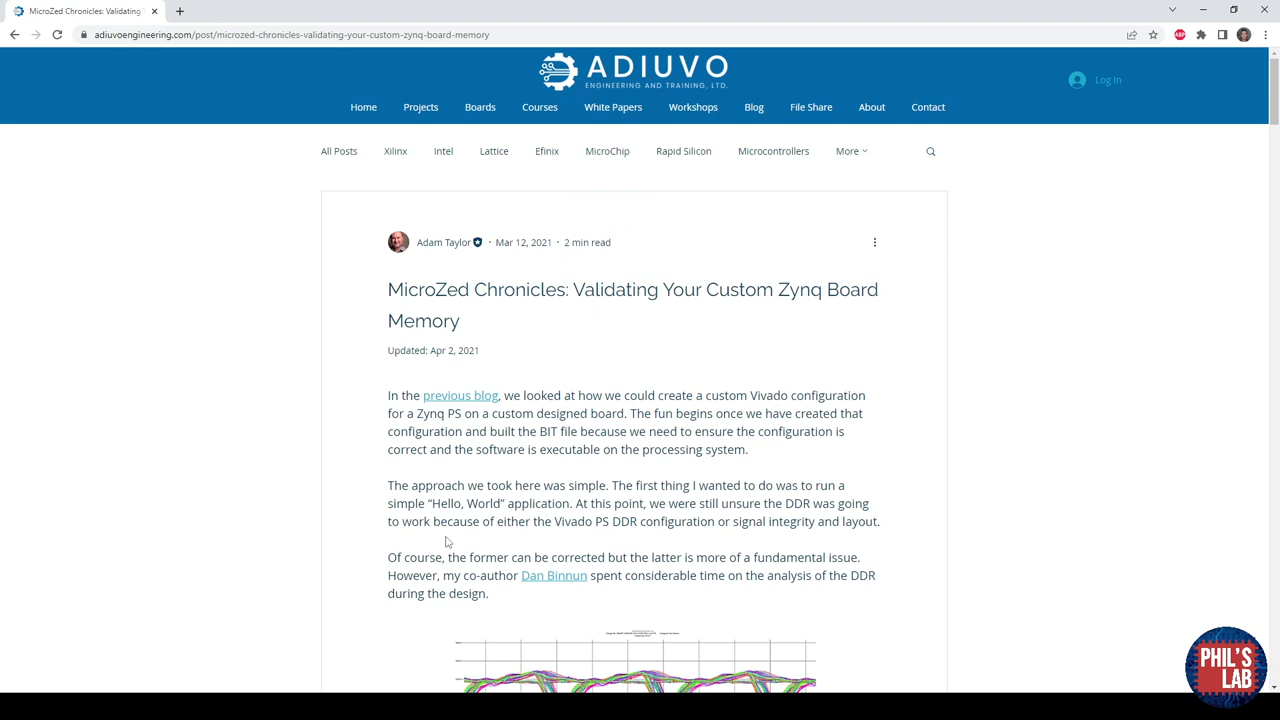 MicroZed Chronicles: Validating
adiuvoengineering.com/post/microzed-chronicles-validating-your-custom-zynq-board-memory
ABP
ADIUVO
ENGINEERING AND TRAINING, LTD.
Log In
Home Projects Boards Courses White Papers Workshops Blog File Share About Contact
All Posts Xilinx Intel Lattice Efinix MicroChip Rapid Silicon Microcontrollers More
Adam Taylor · Mar 12, 2021 · 2 min read
MicroZed Chronicles: Validating Your Custom Zynq Board
Memory
Updated: Apr 2, 2021
In the previous blog, we looked at how we could create a custom Vivado configuration
for a Zynq PS on a custom designed board. The fun begins once we have created that
configuration and built the BIT file because we need to ensure the configuration is
correct and the software is executable on the processing system.
The approach we took here was simple. The first thing I wanted to do was to run a
simple “Hello, World” application. At this point, we were still unsure the DDR was going
to work because of either the Vivado PS DDR configuration or signal integrity and layout.
Of course, the former can be corrected but the latter is more of a fundamental issue.
However, my co-author Dan Binnun spent considerable time on the analysis of the DDR
during the design.
PHIL'S
LAB